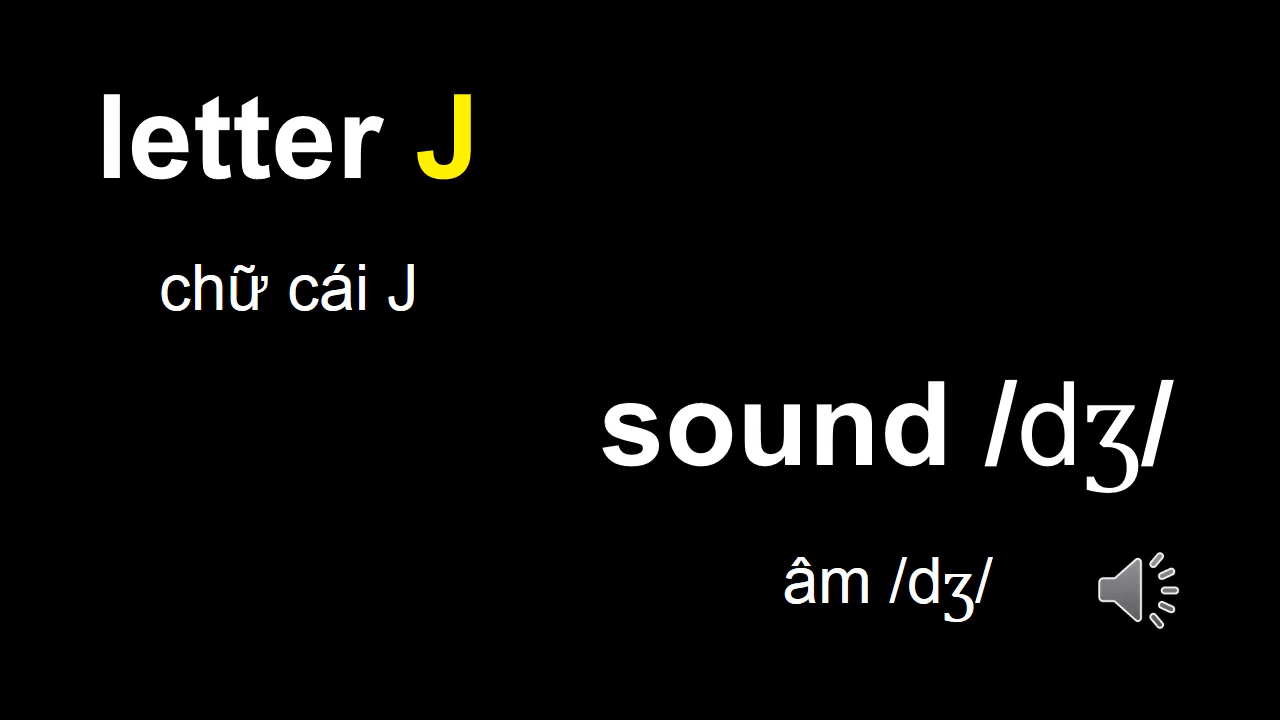 letter J
chữ cái J
sound /dʒ/
âm /dʒ/